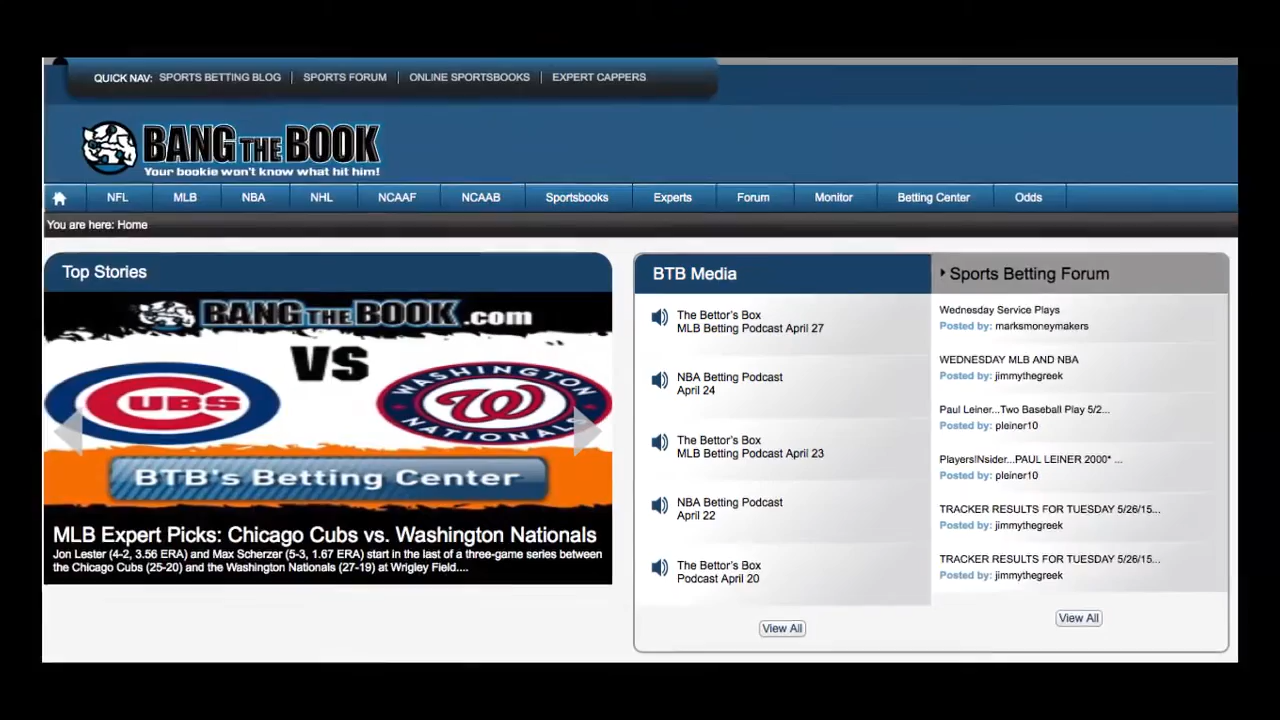 QUICK NAV: SPORTS BETTING BLOG | SPORTS FORUM | ONLINE SPORTSBOOKS | EXPERT CAPPERS
BANG THE BOOK
Your bookie won't know what hit him!
NFL MLB NBA NHL NCAAF NCAAB Sportsbooks Experts Forum Monitor Betting Center Odds
You are here: Home
Top Stories
BANG THE BOOK.com
VS
CUBS
WASHINGTON
W
NATIONALS
BTB's Betting Center
MLB Expert Picks: Chicago Cubs vs. Washington Nationals
Jon Lester (4-2, 3.56 ERA) and Max Scherzer (5-3, 1.67 ERA) start in the last of a three-game series between
the Chicago Cubs (25-20) and the Washington Nationals (27-19) at Wrigley Field....
BTB Media
The Bettor's Box
MLB Betting Podcast April 27
NBA Betting Podcast
April 24
The Bettor's Box
MLB Betting Podcast April 23
NBA Betting Podcast
April 22
The Bettor's Box
Podcast April 20
View All
Sports Betting Forum
Wednesday Service Plays
Posted by: marksmoneymakers
WEDNESDAY MLB AND NBA
Posted by: jimmythegreek
Paul Leiner...Two Baseball Play 5/2...
Posted by: pleiner10
Players!Nsider...PAUL LEINER 2000* ...
Posted by: pleiner10
TRACKER RESULTS FOR TUESDAY 5/26/15...
Posted by: jimmythegreek
TRACKER RESULTS FOR TUESDAY 5/26/15...
Posted by: jimmythegreek
View All